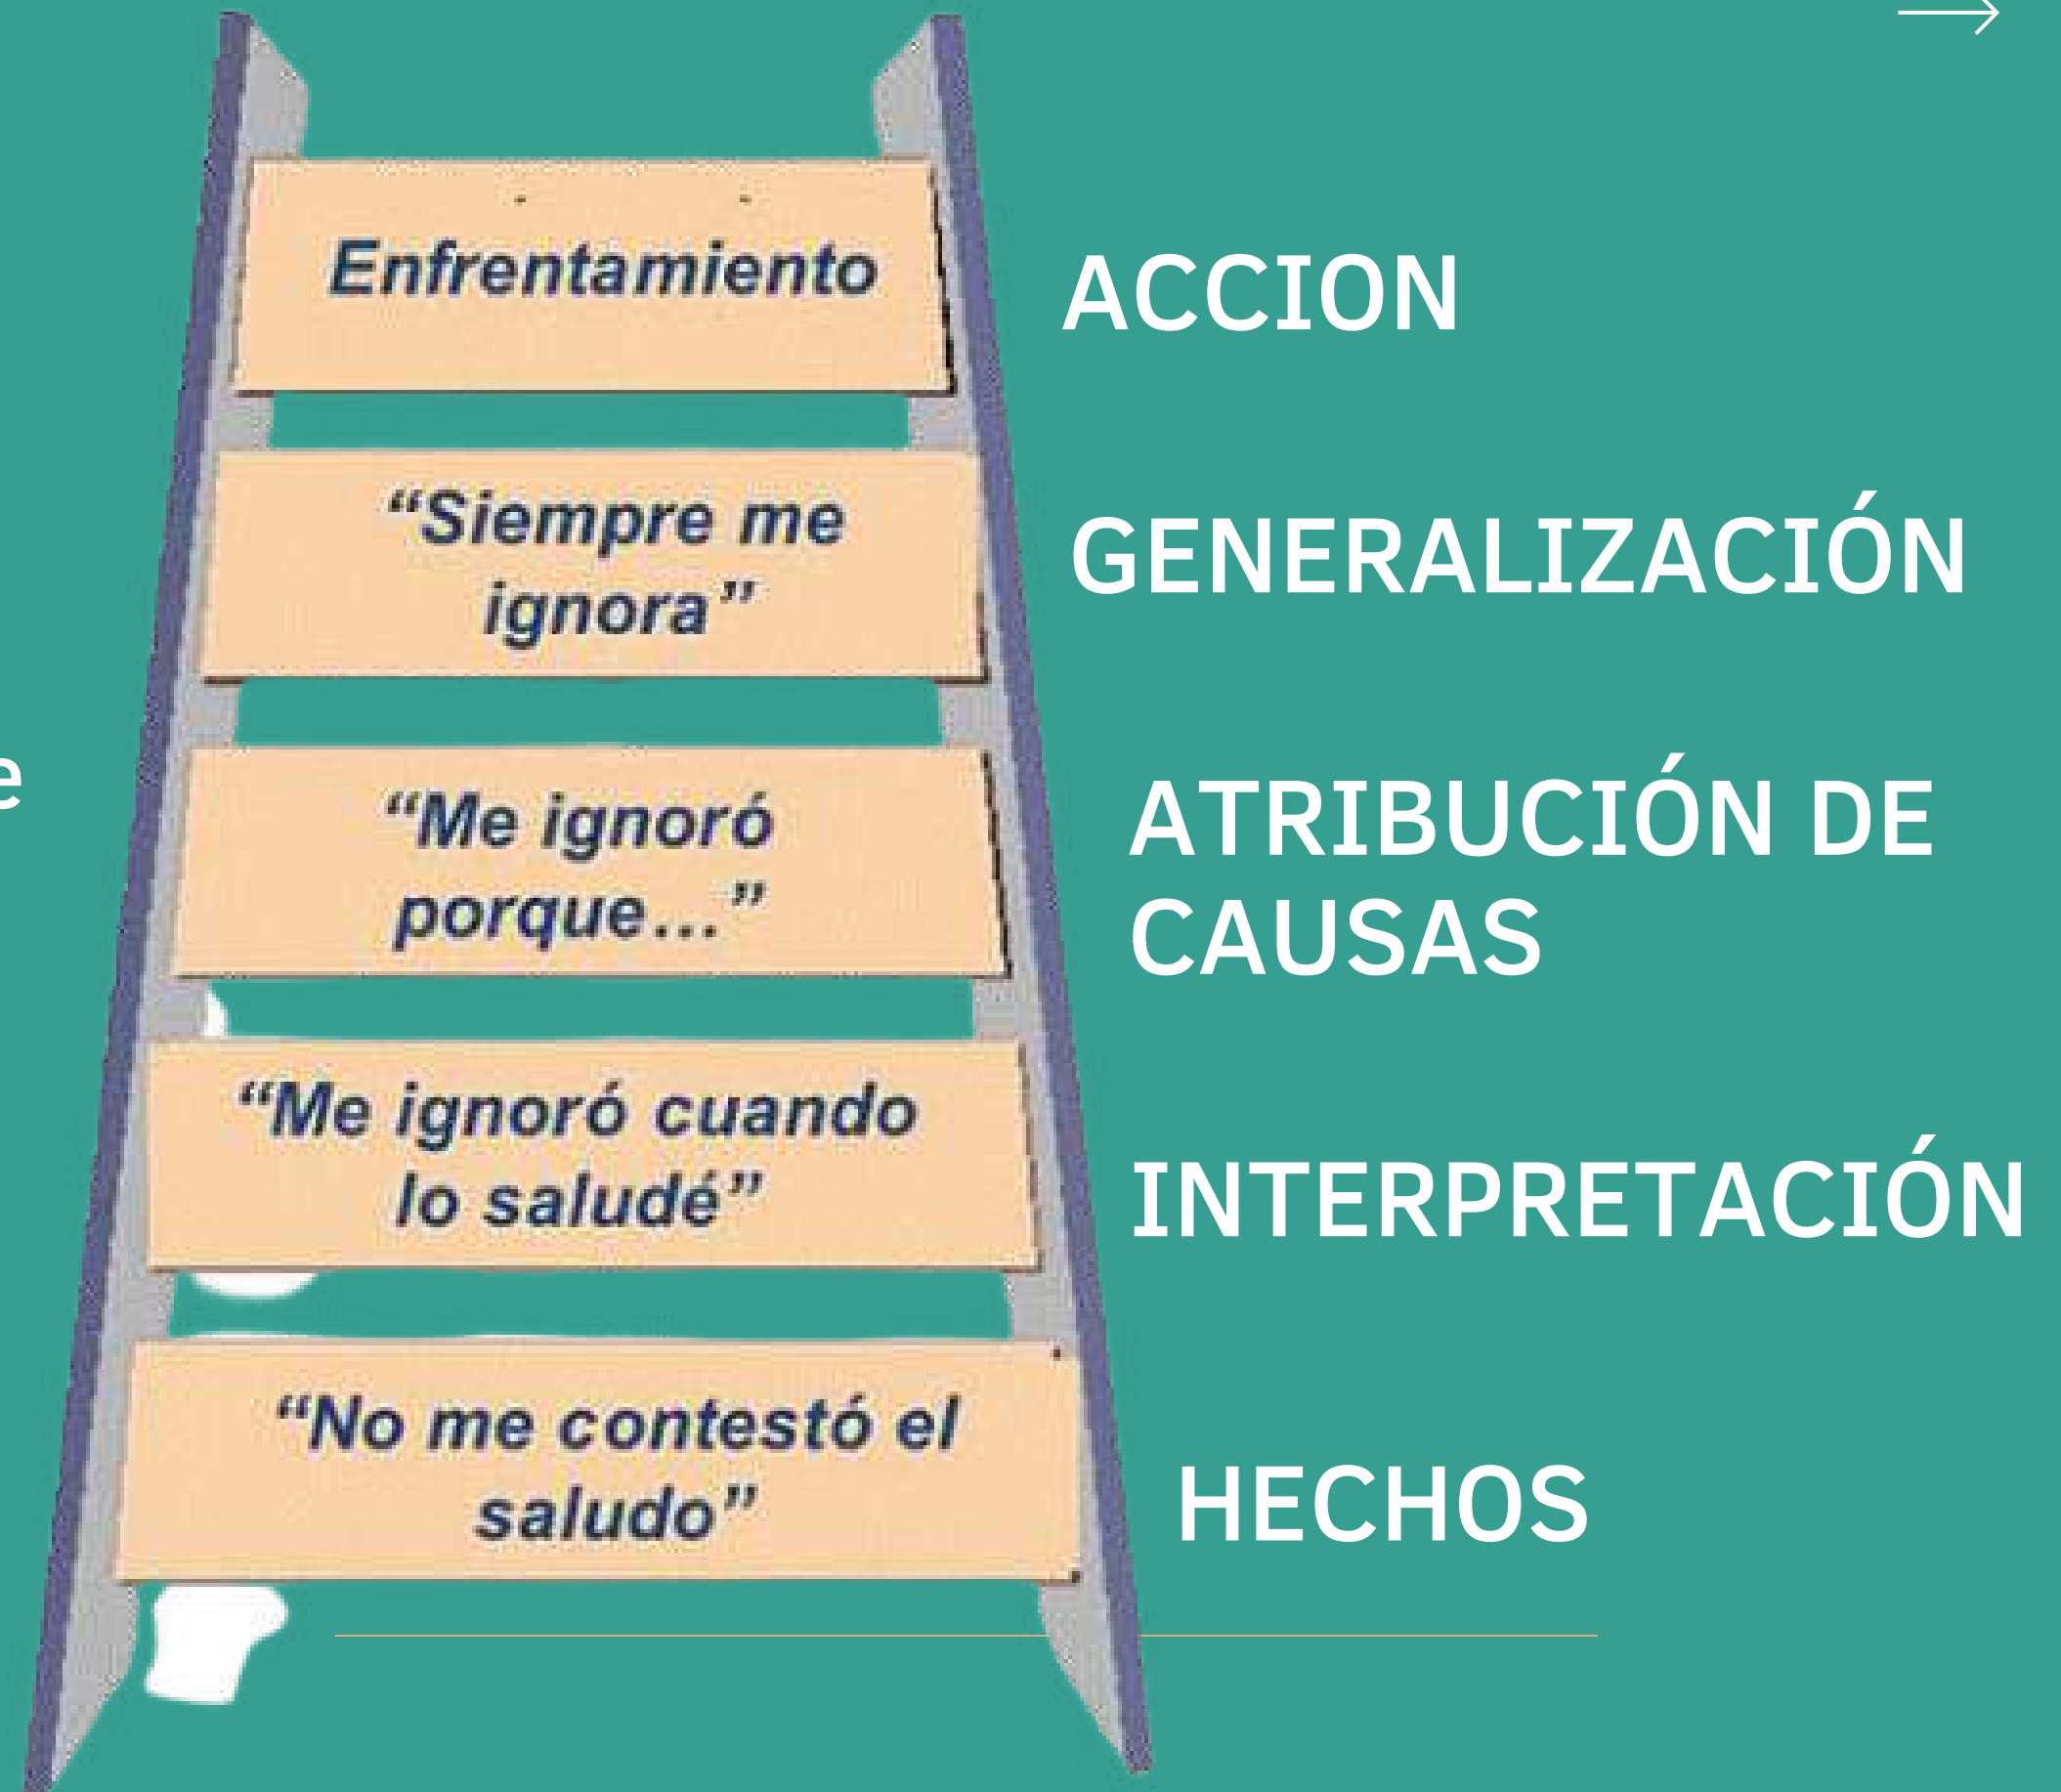 Enfrentamiento
ACCION
“Siempre me
ignora”
GENERALIZACIÓN
e
“Me ignoró
porque...”
ATRIBUCIÓN DE
CAUSAS
“Me ignoró cuando
lo saludé”
INTERPRETACIÓN
“No me contestó el
saludo”
HECHOS